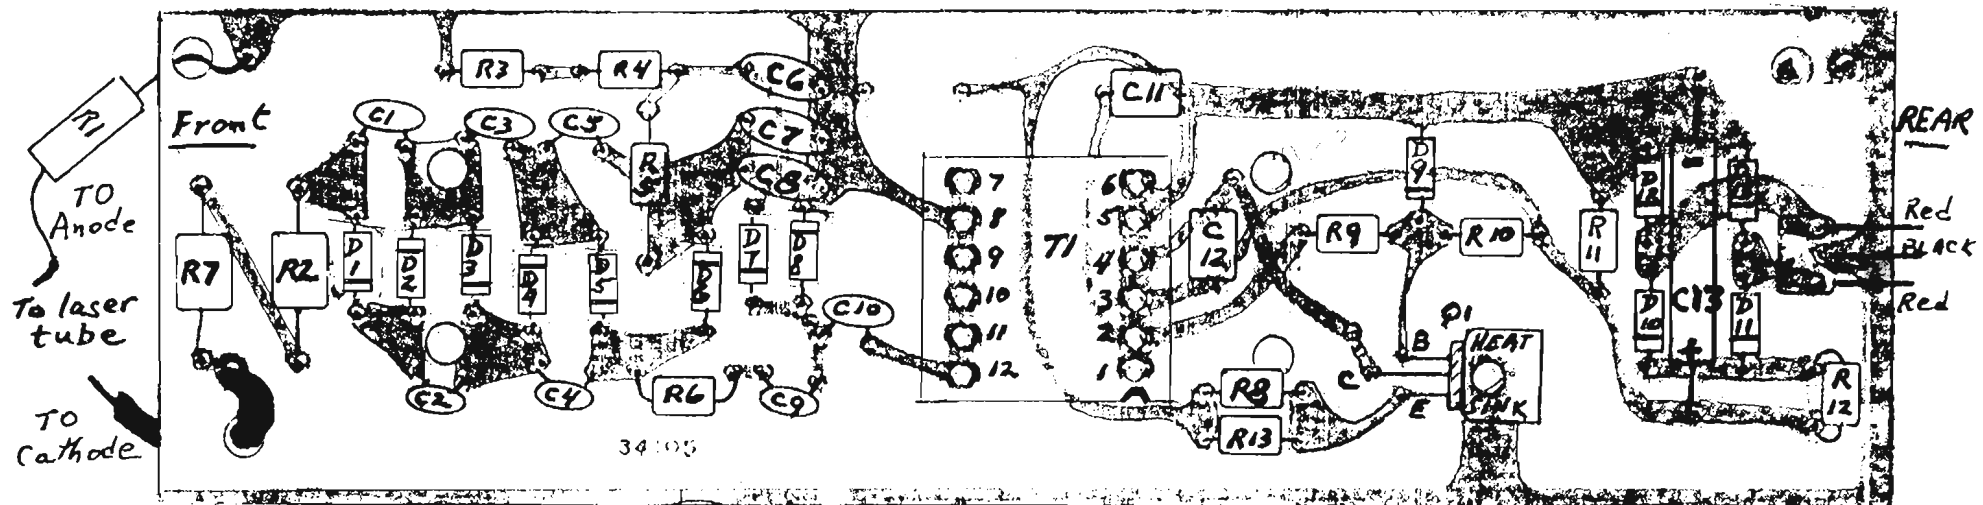 R1
TO
Anode
To laser
tube
TO
Cathode
Front
R3
R4
C6
C1
C3
C5
C7
R5
C8
R7
R2
D1
D2
D3
D4
D5
D6
D7
D8
C10
C2
C4
R6
C9
34105
C11
7
8
9
10
11
12
T1
6
5
4
3
2
1
C12
D9
R9
R10
R11
Q1
B
C
E
HEAT
SINK
R8
R13
D10
C13
-
+
D11
R12
REAR
Red
BLACK
Red